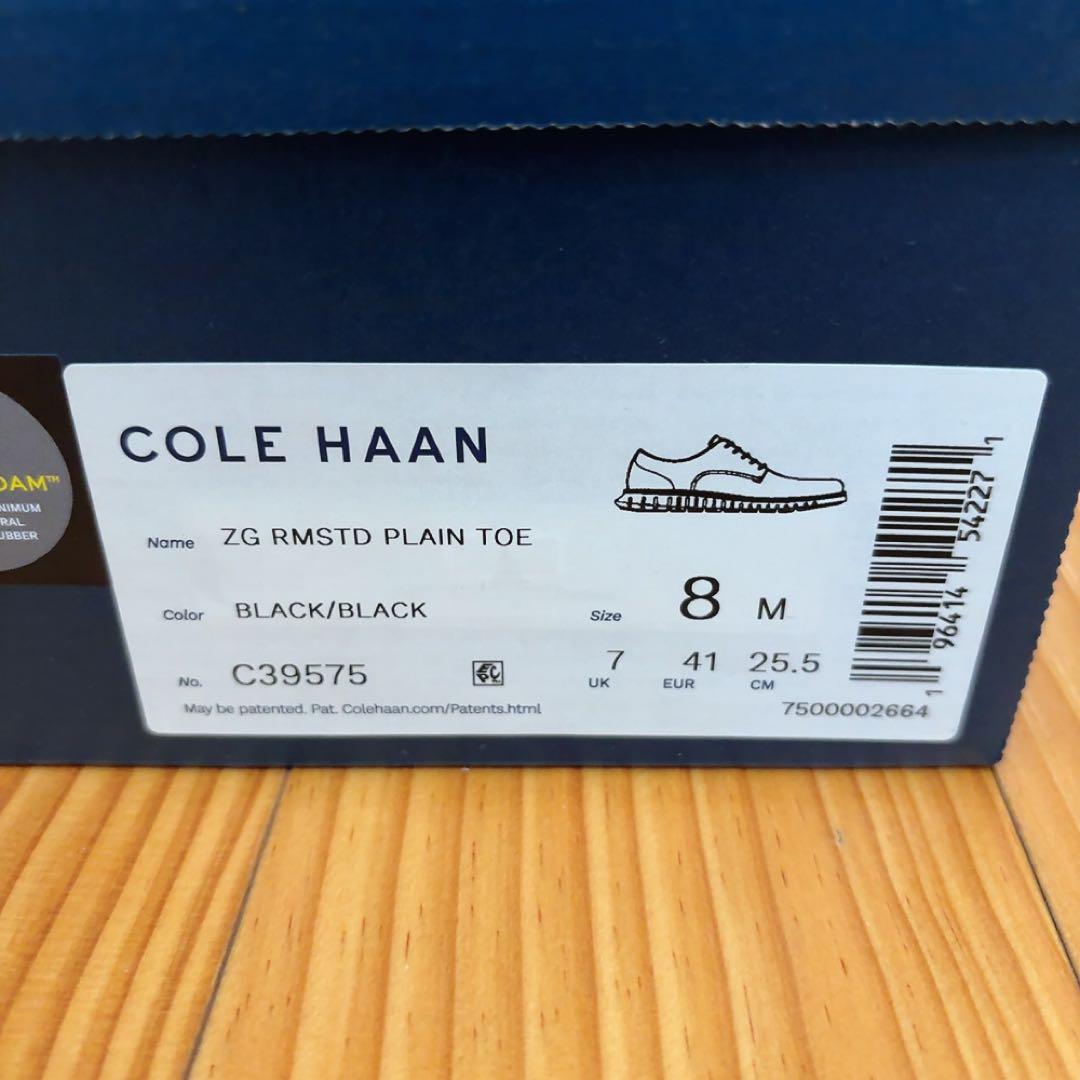 DAM™
NIMUM
RAL
UBBER
COLE HAAN
Name ZG RMSTD PLAIN TOE
Color BLACK/BLACK
Size 8 M
No. C39575
7 41 25.5
UK EUR CM
May be patented. Pat. Colehaan.com/Patents.html
7500002664
1 96414 54227 1